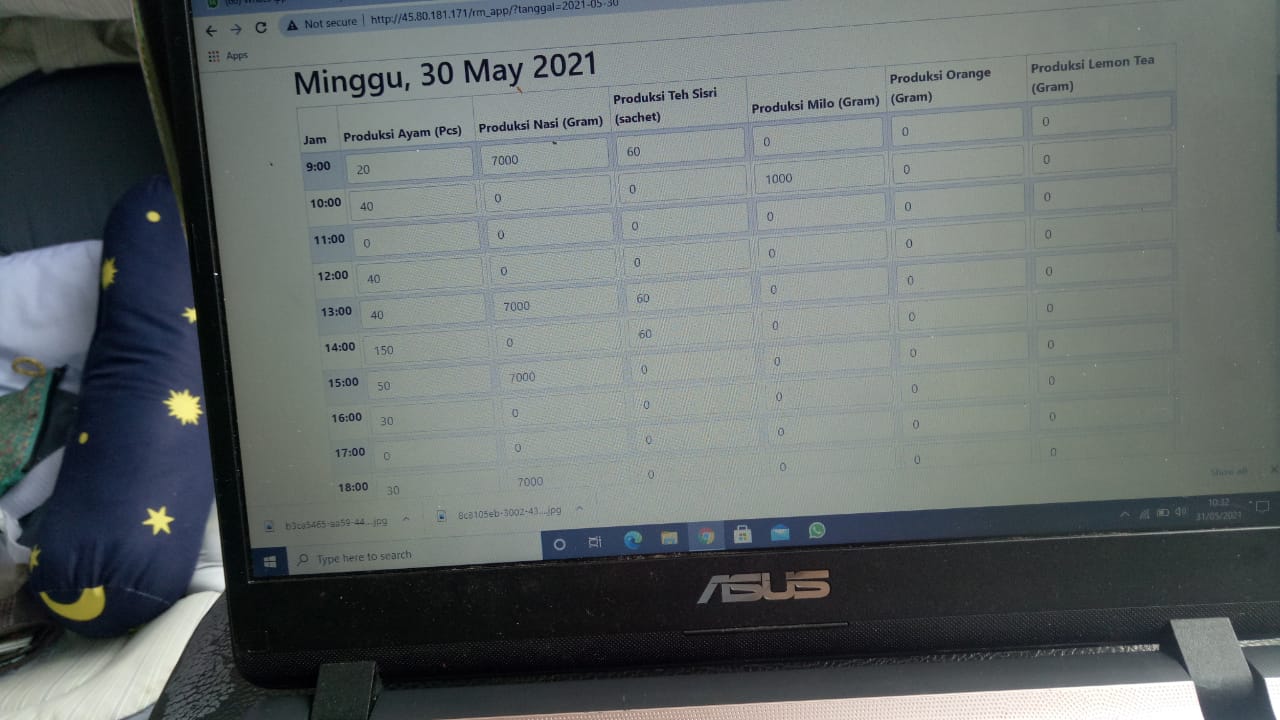 Not secure | http://45.80.181.171/rm_app/?tanggal=2021-05-30
Apps
Minggu, 30 May 2021
Jam Produksi Ayam (Pcs) Produksi Nasi (Gram) Produksi Teh Sisri (sachet) Produksi Milo (Gram) Produksi Orange (Gram) Produksi Lemon Tea (Gram)
9:00 20 7000 60 0 0 0
10:00 40 0 0 1000 0 0
11:00 0 0 0 0 0 0
12:00 40 0 0 0 0 0
13:00 40 7000 60 0 0 0
14:00 150 0 60 0 0 0
15:00 50 7000 0 0 0 0
16:00 30 0 0 0 0 0
17:00 0 0 0 0 0 0
18:00 30 7000 0 0 0 0
Show all
b3ca5465-aa59-44...jpg 8c8105eb-3002-43...jpg
Type here to search
10:32
31/05/2021
ASUS